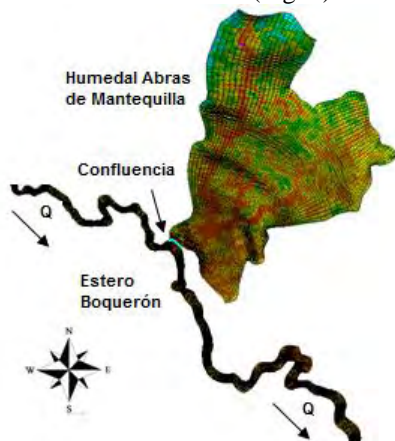 Humedal Abras
de Mantequilla
Confluencia
Q
Estero
Boquerón
N
W
E
S
Q